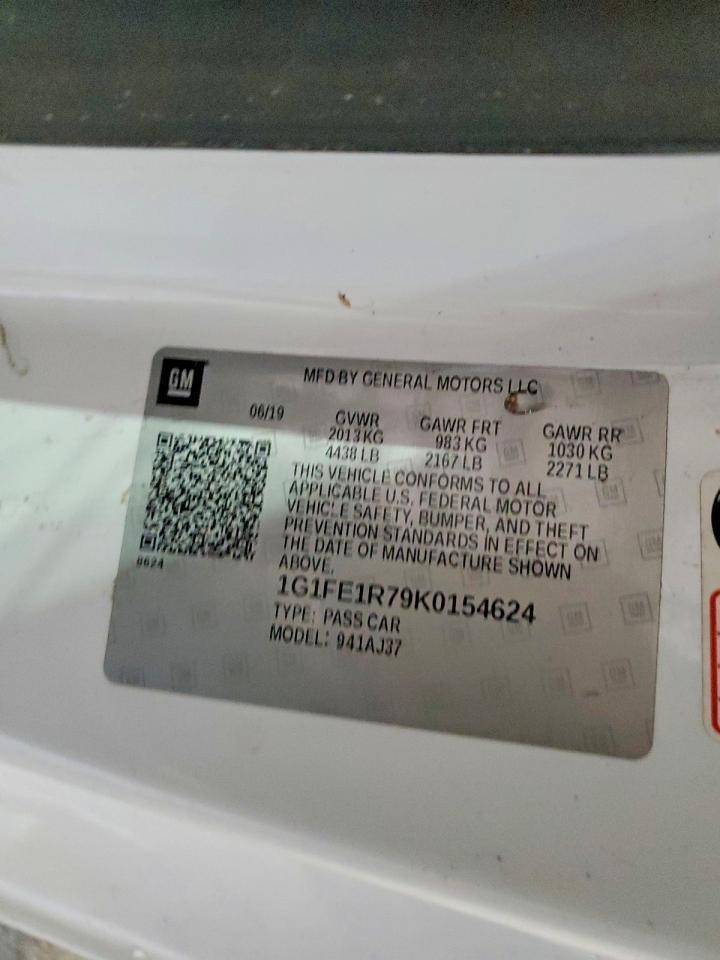 GM
MFD BY GENERAL MOTORS LLC
06/19 GVWR GAWR FRT GAWR RR
2013 KG 983 KG 1030 KG
4438 LB 2167 LB 2271 LB
THIS VEHICLE CONFORMS TO ALL
APPLICABLE U.S. FEDERAL MOTOR
VEHICLE SAFETY, BUMPER, AND THEFT
PREVENTION STANDARDS IN EFFECT ON
THE DATE OF MANUFACTURE SHOWN
ABOVE.
0624
1G1FE1R79K0154624
TYPE: PASS CAR
MODEL: 941AJ37